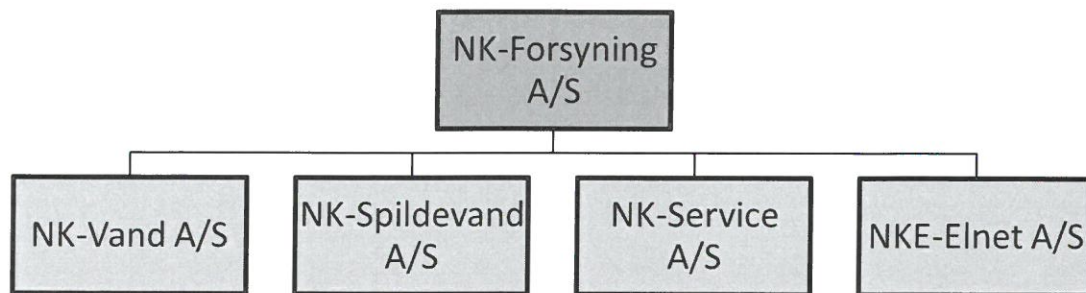 NK-Forsyning
A/S
NK-Vand A/S
NK-Spildevand
A/S
NK-Service
A/S
NKE-Elnet A/S